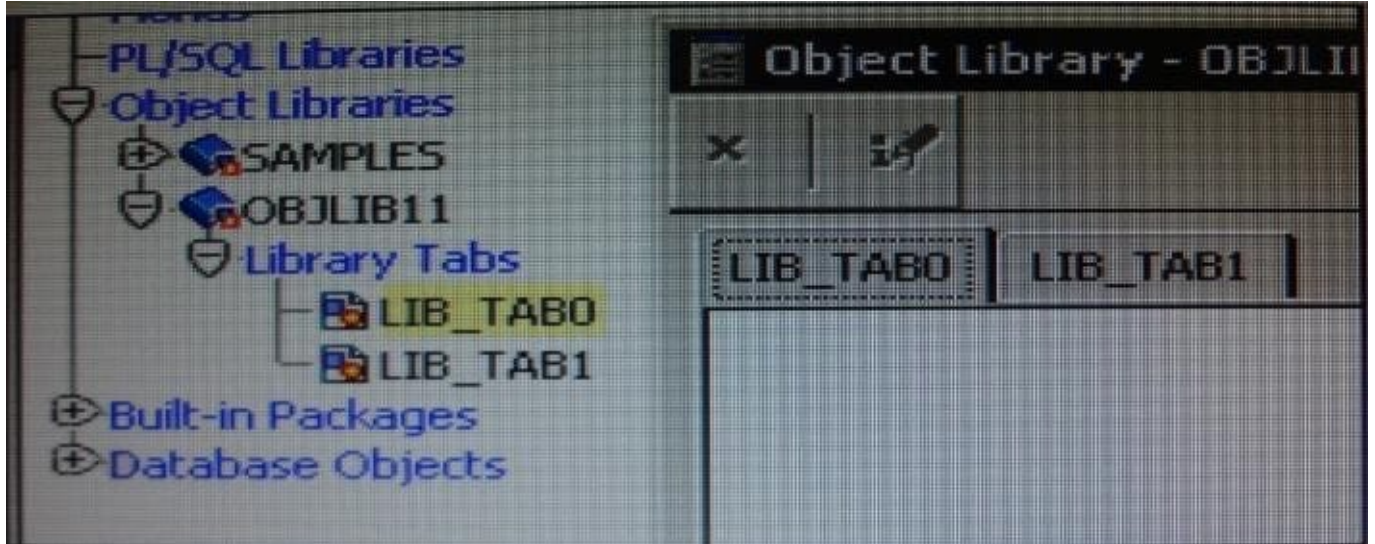 PL/SQL Libraries
Object Libraries
SAMPLES
OBJLIB11
Library Tabs
LIB_TAB0
LIB_TAB1
Built-in Packages
Database Objects
Object Library - OBJLI
LIB_TAB0
LIB_TAB1